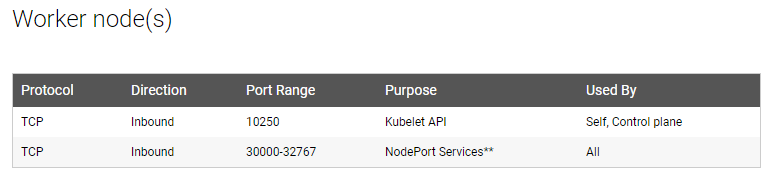 Worker node(s)
Protocol Direction Port Range Purpose Used By
TCP Inbound 10250 Kubelet API Self, Control plane
TCP Inbound 30000-32767 NodePort Services** All